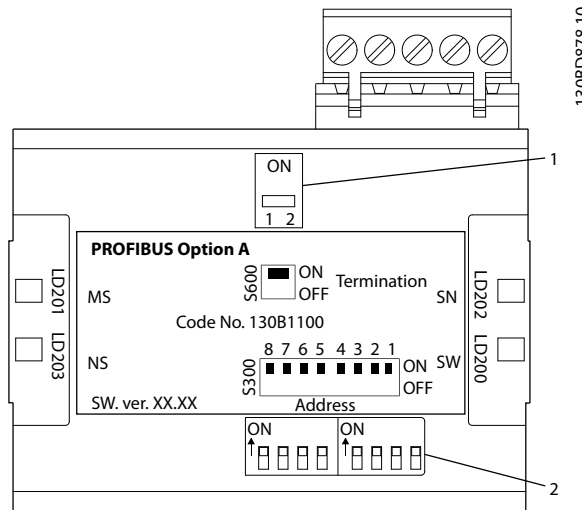 130BD878.10
ON
1
1 2
PROFIBUS Option A
LD201
MS
S600
ON
OFF
Termination
SN
LD202
Code No. 130B1100
LD203
NS
8 7 6 5 4 3 2 1
S300
ON
OFF
SW
LD200
SW. ver. XX.XX
Address
ON
ON
2